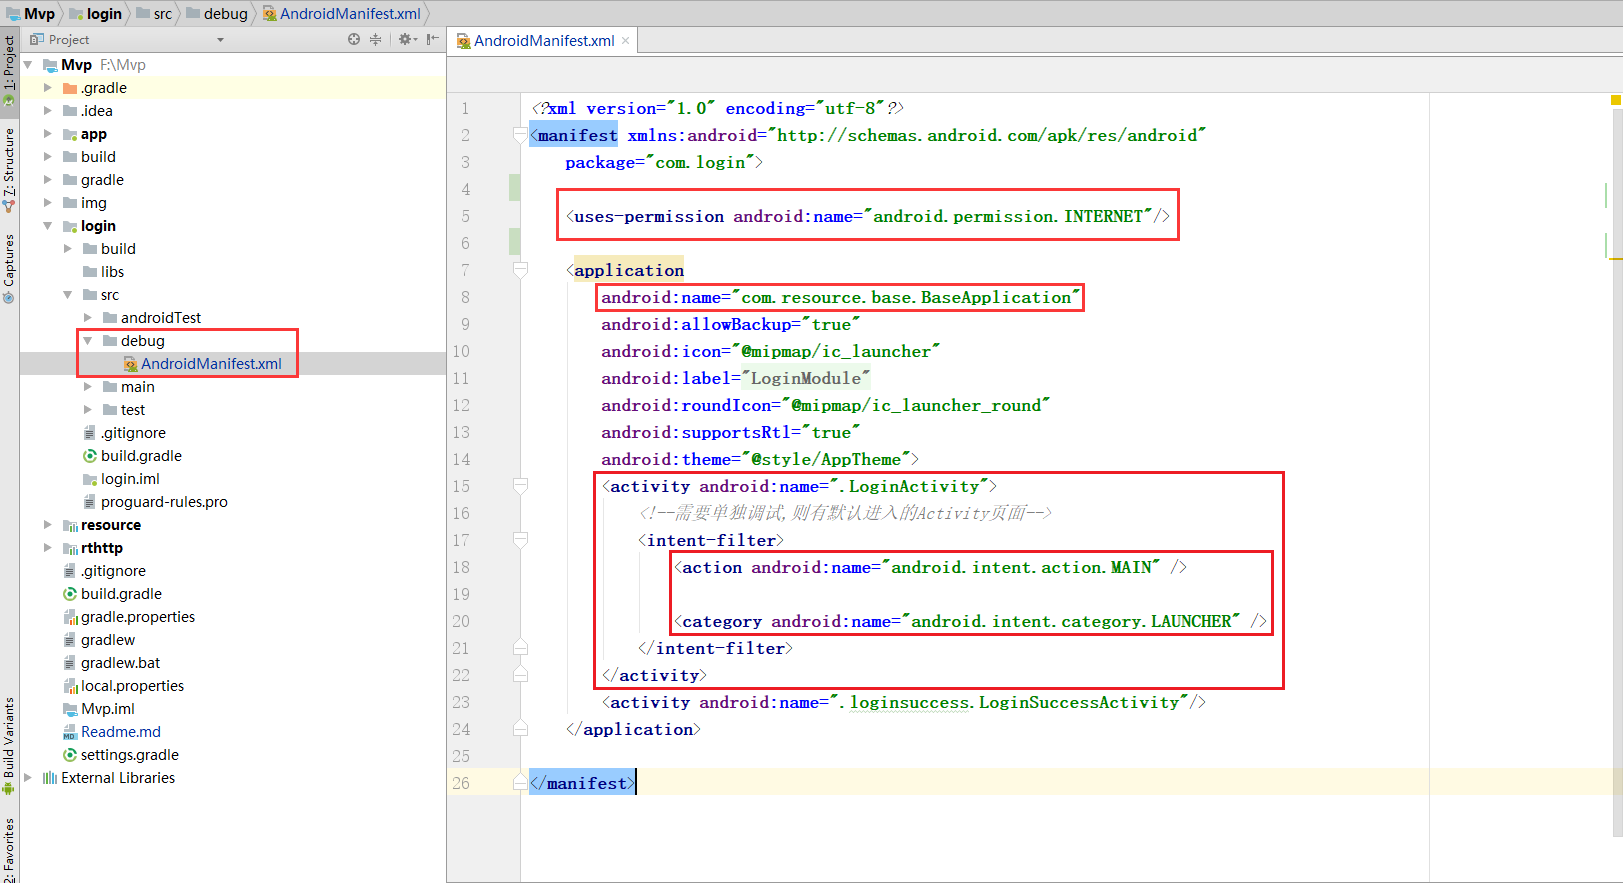 Mvp login src debug AndroidManifest.xml
Project
AndroidManifest.xml
1: Project
7: Structure
Captures
Build Variants
2: Favorites
Mvp F:\Mvp
.gradle
.idea
app
build
gradle
img
login
build
libs
src
androidTest
debug
AndroidManifest.xml
main
test
.gitignore
build.gradle
login.iml
proguard-rules.pro
resource
rthttp
.gitignore
build.gradle
gradle.properties
gradlew
gradlew.bat
local.properties
Mvp.iml
Readme.md
settings.gradle
External Libraries
1 <?xml version="1.0" encoding="utf-8"?>
2 <manifest xmlns:android="http://schemas.android.com/apk/res/android"
3 package="com.login">
4
5 <uses-permission android:name="android.permission.INTERNET"/>
6
7 <application
8 android:name="com.resource.base.BaseApplication"
9 android:allowBackup="true"
10 android:icon="@mipmap/ic_launcher"
11 android:label="LoginModule"
12 android:roundIcon="@mipmap/ic_launcher_round"
13 android:supportsRtl="true"
14 android:theme="@style/AppTheme">
15 <activity android:name=".LoginActivity">
16 <!--需要单独调试,则有默认进入的Activity页面-->
17 <intent-filter>
18 <action android:name="android.intent.action.MAIN" />
19
20 <category android:name="android.intent.category.LAUNCHER" />
21 </intent-filter>
22 </activity>
23 <activity android:name=".loginsuccess.LoginSuccessActivity"/>
24 </application>
25
26 </manifest>